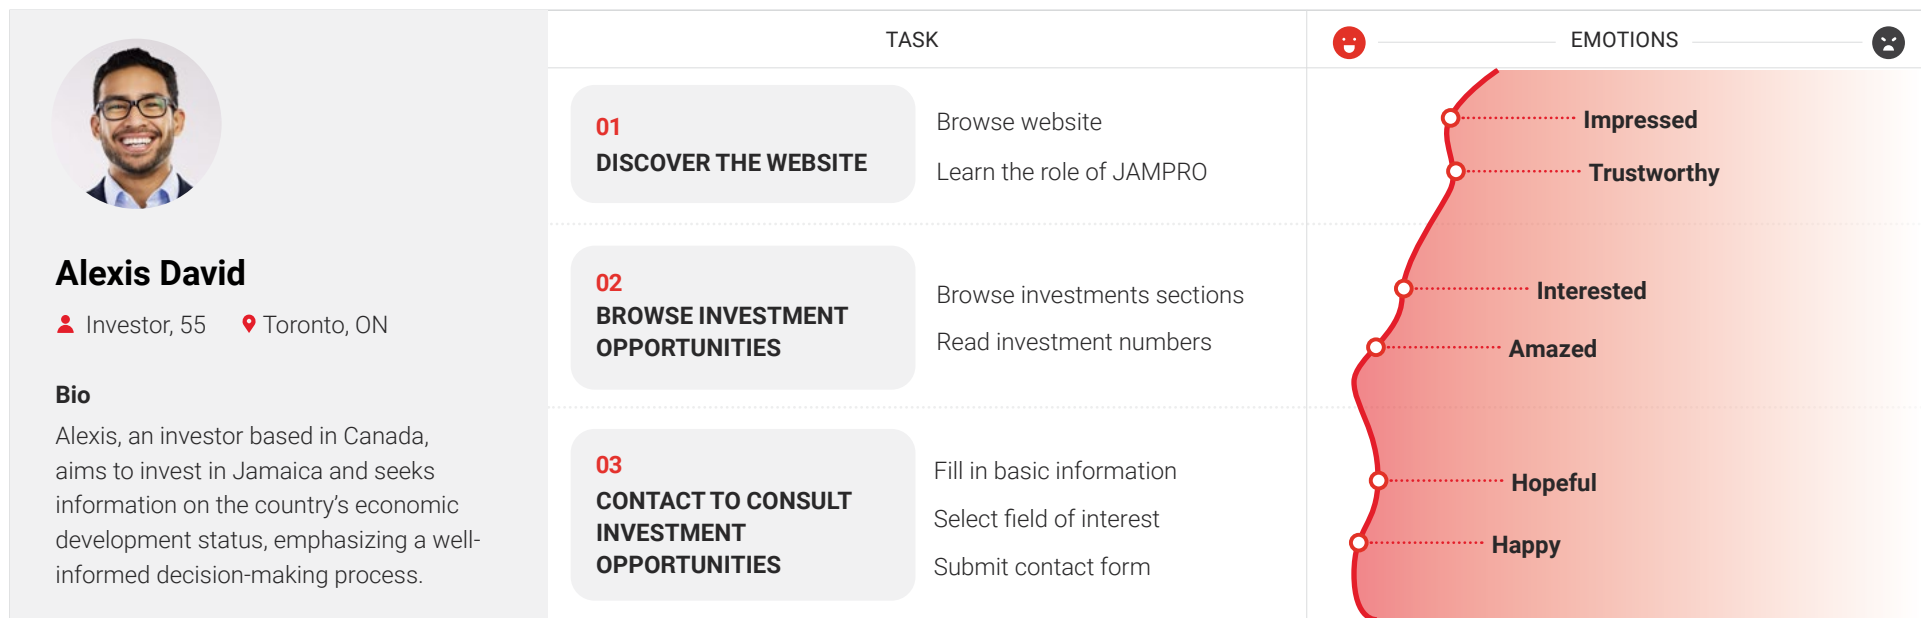 Alexis David
Investor, 55
Toronto, ON
Bio
Alexis, an investor based in Canada,
aims to invest in Jamaica and seeks
information on the country's economic
development status, emphasizing a well-
informed decision-making process.
TASK
01
DISCOVER THE WEBSITE
Browse website
Learn the role of JAMPRO
02
BROWSE INVESTMENT
OPPORTUNITIES
Browse investments sections
Read investment numbers
03
CONTACT TO CONSULT
INVESTMENT
OPPORTUNITIES
Fill in basic information
Select field of interest
Submit contact form
EMOTIONS
Impressed
Trustworthy
Interested
Amazed
Hopeful
Happy